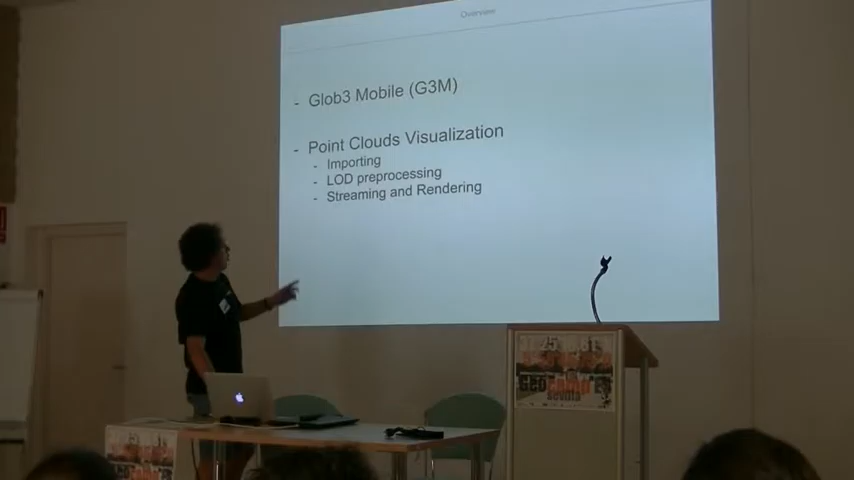 Overview
- Glob3 Mobile (G3M)
- Point Clouds Visualization
- Importing
- LOD preprocessing
- Streaming and Rendering